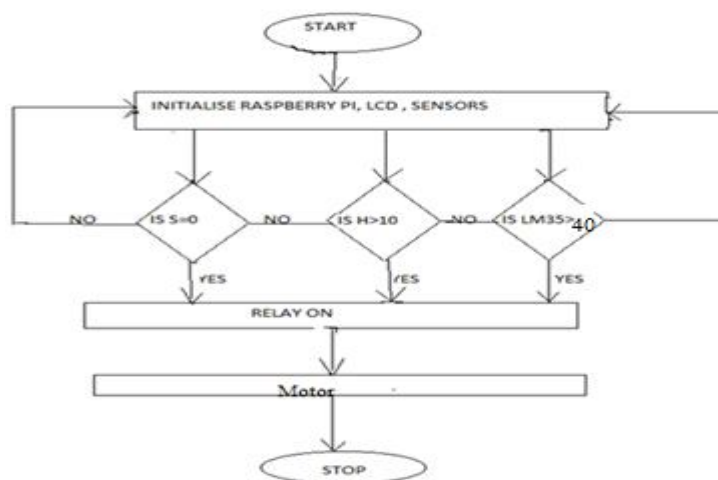 START
INITIALISE RASPBERRY PI, LCD , SENSORS
NO
IS S=0
NO
IS H>10
NO
IS LM35>40
YES
YES
YES
RELAY ON
Motor
STOP